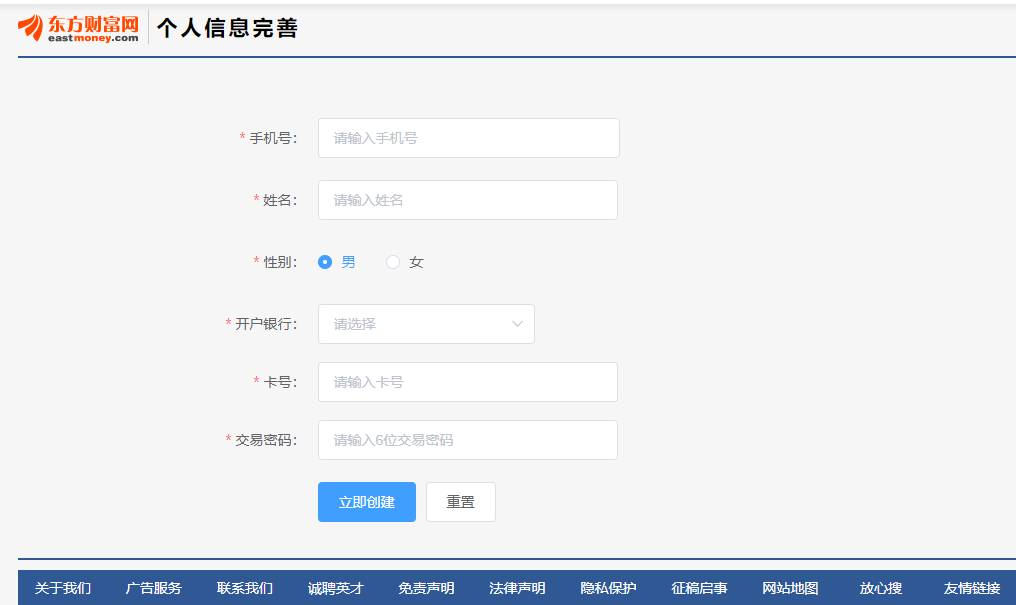 东方财富网 个人信息完善
eastmoney.com
* 手机号： 请输入手机号
* 姓名： 请输入姓名
* 性别： 男 女
* 开户银行： 请选择
* 卡号： 请输入卡号
* 交易密码： 请输入6位交易密码
立即创建 重置
关于我们 广告服务 联系我们 诚聘英才 免责声明 法律声明 隐私保护 征稿启事 网站地图 放心搜 友情链接